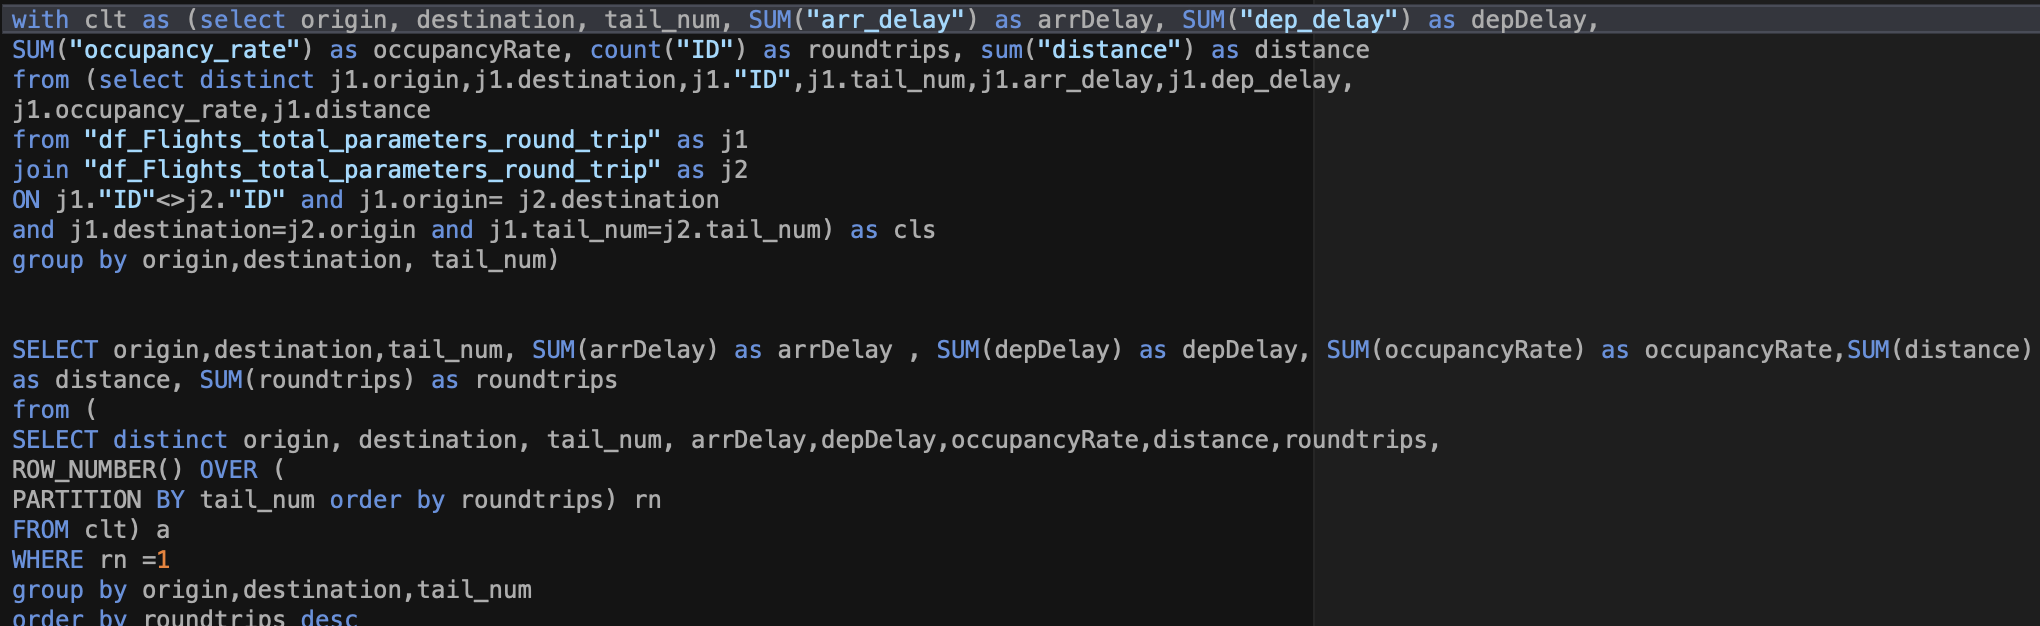 with clt as (select origin, destination, tail_num, SUM("arr_delay") as arrDelay, SUM("dep_delay") as depDelay,
SUM("occupancy_rate") as occupancyRate, count("ID") as roundtrips, sum("distance") as distance
from (select distinct j1.origin,j1.destination,j1."ID",j1.tail_num,j1.arr_delay,j1.dep_delay,
j1.occupancy_rate,j1.distance
from "df_Flights_total_parameters_round_trip" as j1
join "df_Flights_total_parameters_round_trip" as j2
ON j1."ID"<>j2."ID" and j1.origin= j2.destination
and j1.destination=j2.origin and j1.tail_num=j2.tail_num) as cls
group by origin,destination, tail_num)
SELECT origin,destination,tail_num, SUM(arrDelay) as arrDelay , SUM(depDelay) as depDelay, SUM(occupancyRate) as occupancyRate,SUM(distance)
as distance, SUM(roundtrips) as roundtrips
from (
SELECT distinct origin, destination, tail_num, arrDelay,depDelay,occupancyRate,distance,roundtrips,
ROW_NUMBER() OVER (
PARTITION BY tail_num order by roundtrips) rn
FROM clt) a
WHERE rn =1
group by origin,destination,tail_num
order by roundtrips desc